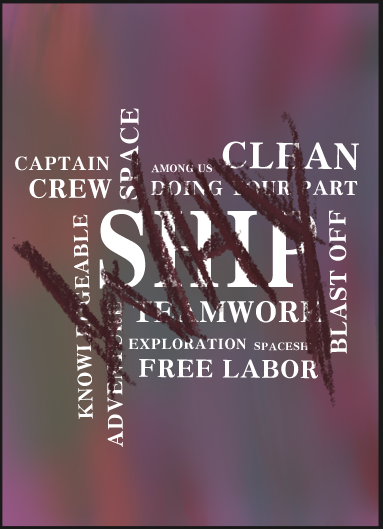 SPACE
CAPTAIN
AMONG US
CLEAN
CREW
DOING YOUR PART
SHIP
KNOWLEDGEABLE
BLAST OFF
TEAMWORK
ADVENTURE
EXPLORATION
SPACESHIP
FREE LABOR
WHY